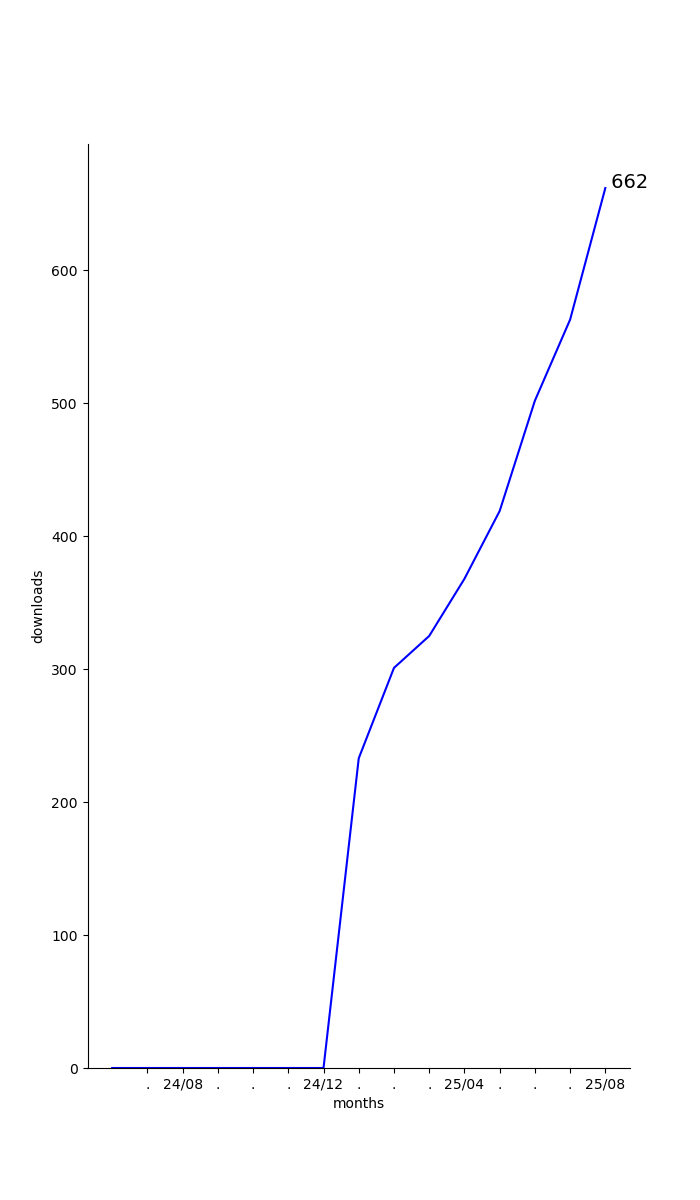 662
600
500
400
300
200
100
0
downloads
. 24/08 . . . 24/12 . . . 25/04 . . . 25/08
months